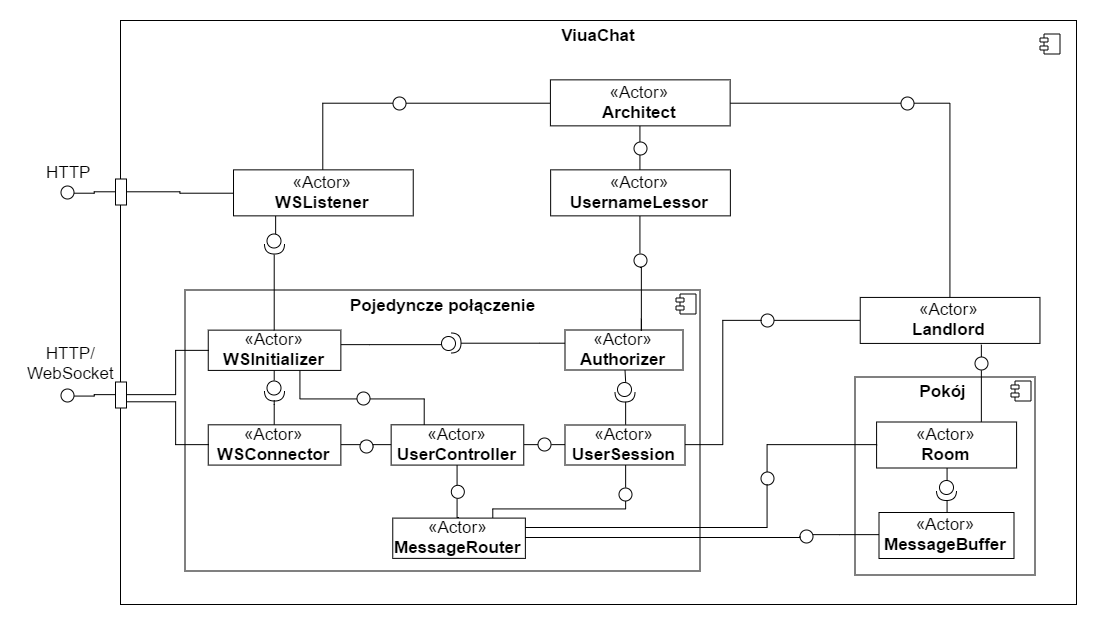 ViuaChat
«Actor»
Architect
HTTP
«Actor»
WSListener
«Actor»
UsernameLessor
Pojedyncze połączenie
«Actor»
Landlord
HTTP/
WebSocket
«Actor»
WSInitializer
«Actor»
Authorizer
Pokój
«Actor»
WSConnector
«Actor»
UserController
«Actor»
UserSession
«Actor»
Room
«Actor»
MessageRouter
«Actor»
MessageBuffer